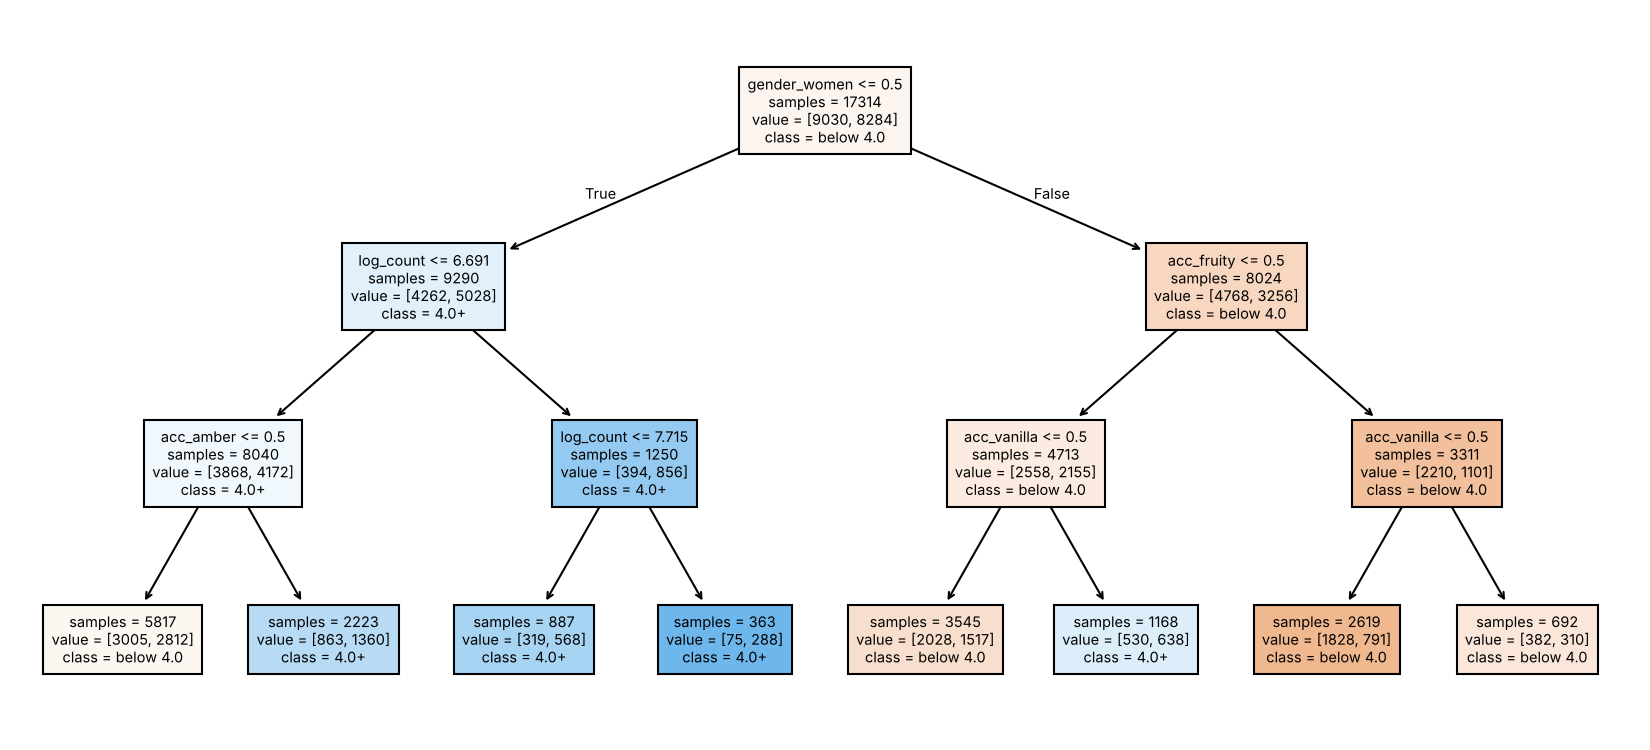 gender_women <= 0.5
samples = 17314
value = [9030, 8284]
class = below 4.0
True
False
log_count <= 6.691
samples = 9290
value = [4262, 5028]
class = 4.0+
acc_fruity <= 0.5
samples = 8024
value = [4768, 3256]
class = below 4.0
acc_amber <= 0.5
samples = 8040
value = [3868, 4172]
class = 4.0+
log_count <= 7.715
samples = 1250
value = [394, 856]
class = 4.0+
acc_vanilla <= 0.5
samples = 4713
value = [2558, 2155]
class = below 4.0
acc_vanilla <= 0.5
samples = 3311
value = [2210, 1101]
class = below 4.0
samples = 5817
value = [3005, 2812]
class = below 4.0
samples = 2223
value = [863, 1360]
class = 4.0+
samples = 887
value = [319, 568]
class = 4.0+
samples = 363
value = [75, 288]
class = 4.0+
samples = 3545
value = [2028, 1517]
class = below 4.0
samples = 1168
value = [530, 638]
class = 4.0+
samples = 2619
value = [1828, 791]
class = below 4.0
samples = 692
value = [382, 310]
class = below 4.0